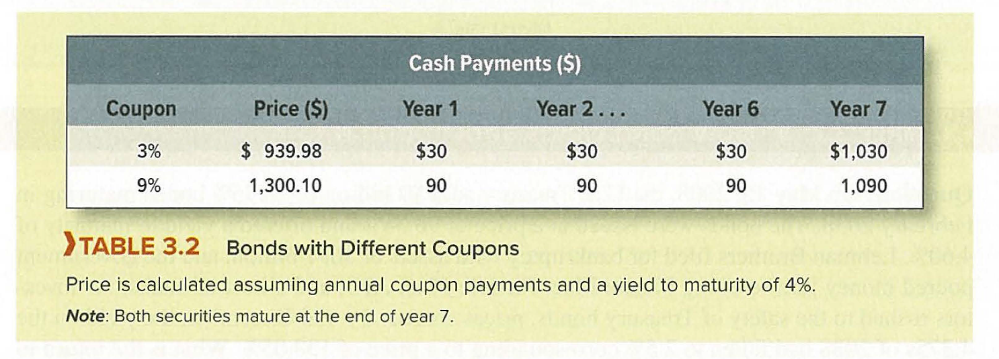 Cash Payments ($)
Coupon Price ($) Year 1 Year 2 . . . Year 6 Year 7
3% $ 939.98 $30 $30 $30 $1,030
9% 1,300.10 90 90 90 1,090
❱TABLE 3.2 Bonds with Different Coupons
Price is calculated assuming annual coupon payments and a yield to maturity of 4%.
Note: Both securities mature at the end of year 7.